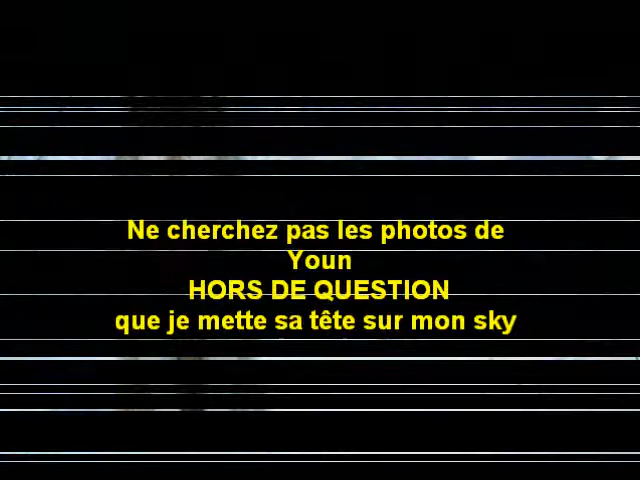 Ne cherchez pas les photos de
Youn
HORS DE QUESTION
que je mette sa tête sur mon sky